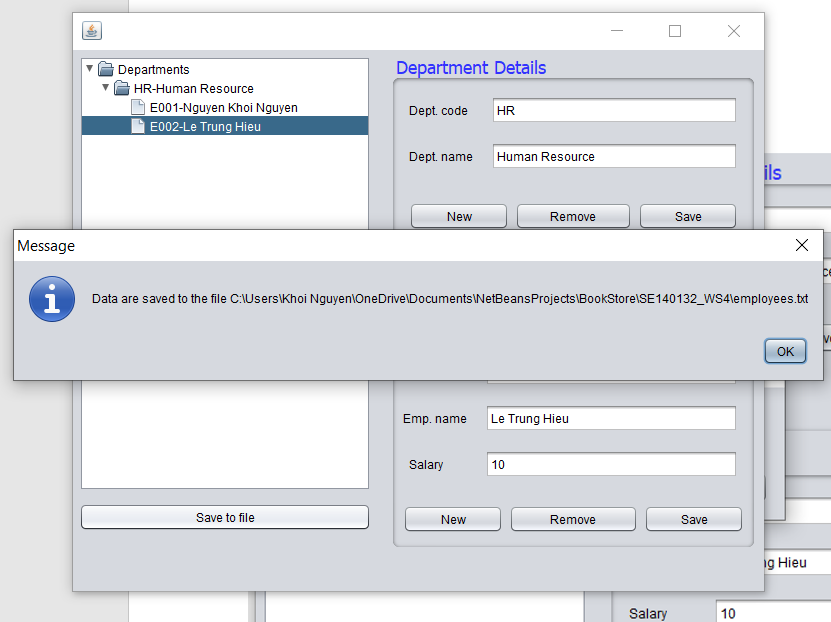 Departments
HR-Human Resource
E001-Nguyen Khoi Nguyen
E002-Le Trung Hieu
Department Details
Dept. code HR
Dept. name Human Resource
New Remove Save
Message
Data are saved to the file C:\Users\Khoi Nguyen\OneDrive\Documents\NetBeansProjects\BookStore\SE140132_WS4\employees.txt
OK
Emp. name Le Trung Hieu
Salary 10
New Remove Save
Save to file
ils
ng Hieu
Salary 10